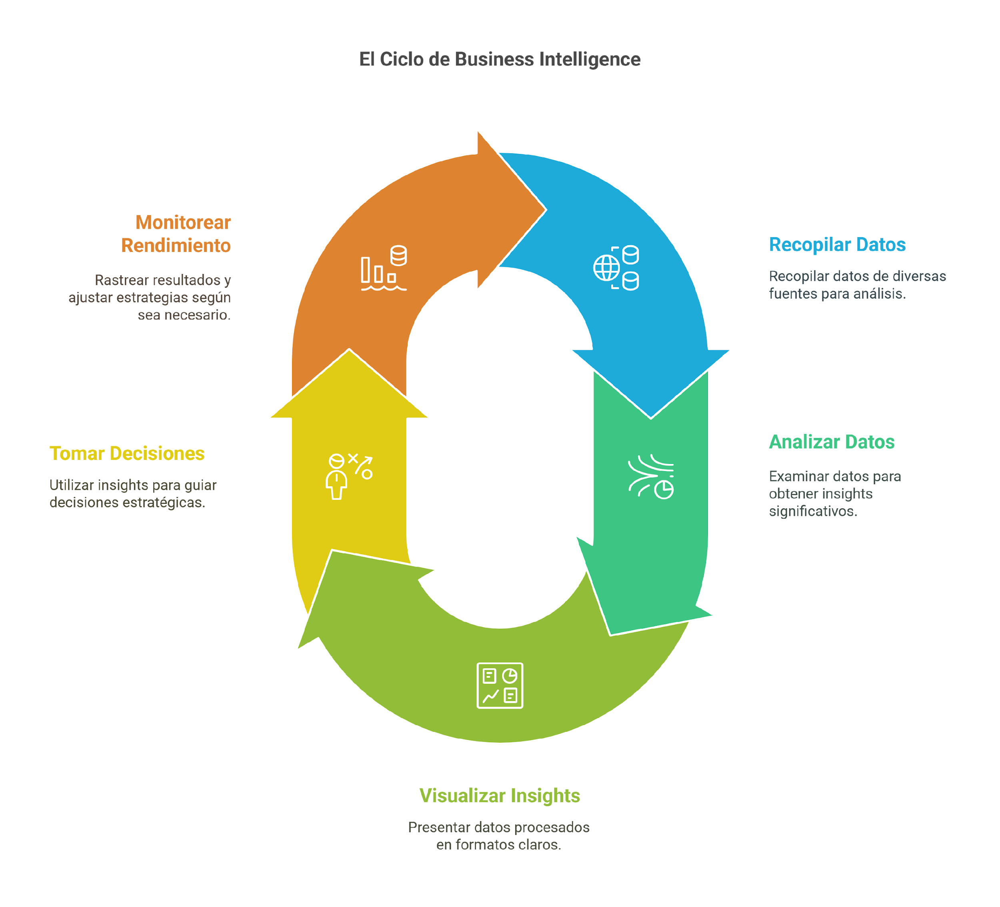 El Ciclo de Business Intelligence
Monitorear
Rendimiento
Rastrear resultados y
ajustar estrategias según
sea necesario.
Recopilar Datos
Recopilar datos de diversas
fuentes para análisis.
Tomar Decisiones
Utilizar insights para guiar
decisiones estratégicas.
Analizar Datos
Examinar datos para
obtener insights
significativos.
Visualizar Insights
Presentar datos procesados
en formatos claros.